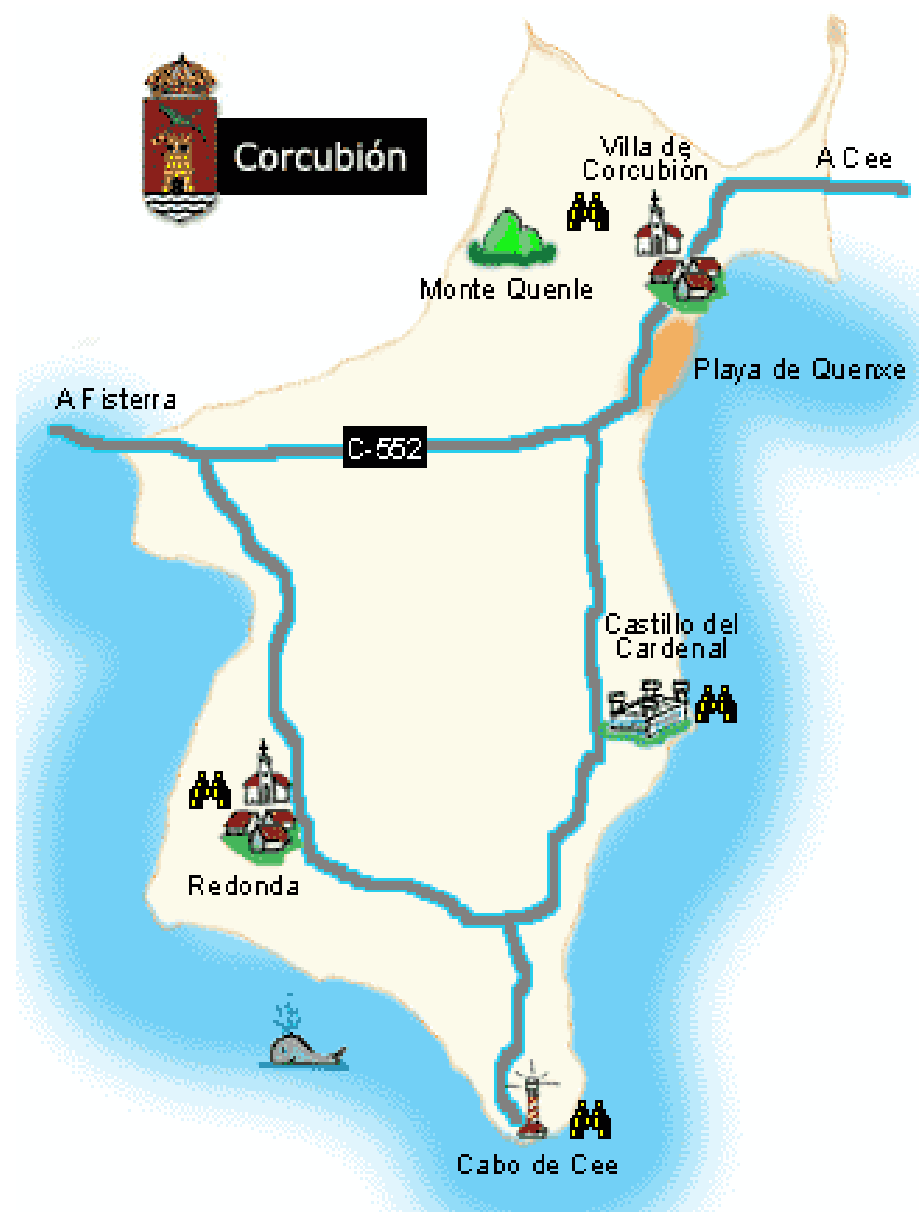 Corcubión
Villa de
Corcubión
A Cee
Monte Quenle
Playa de Quenxe
A Fisterra
C-552
Castillo del
Cardenal
Redonda
Cabo de Cee